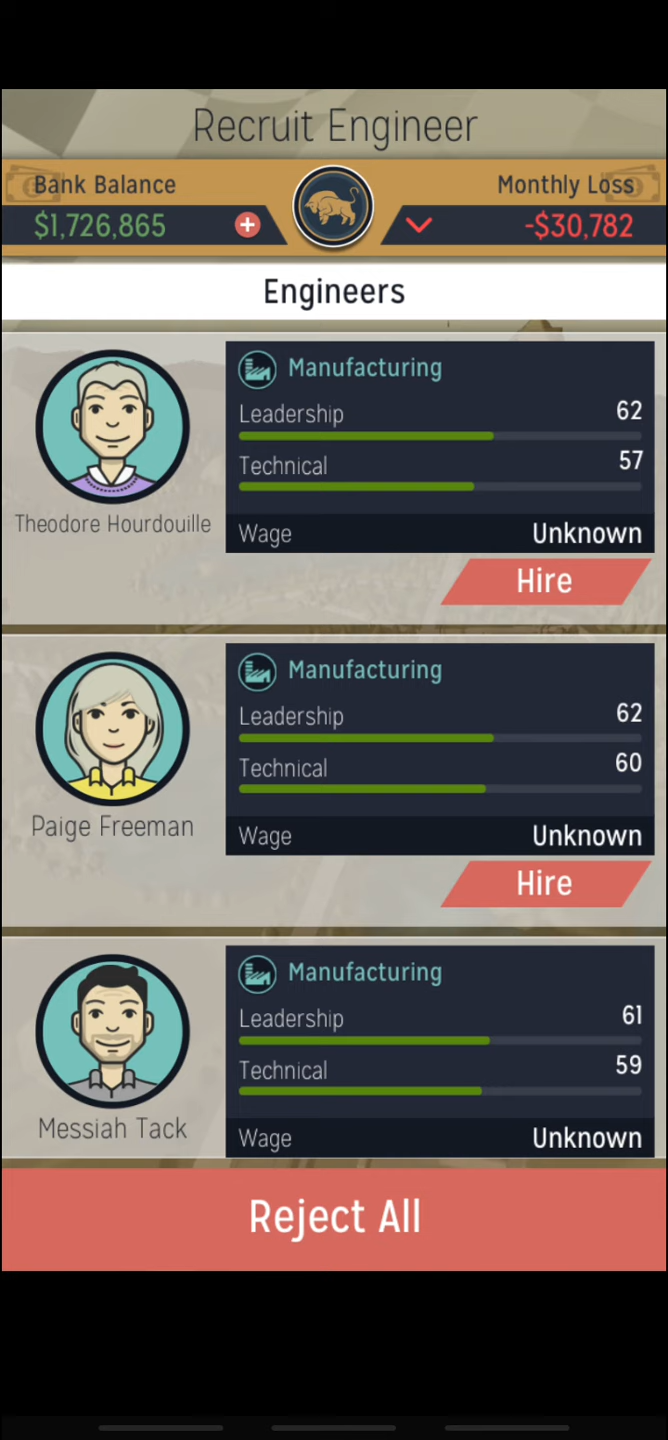 Recruit Engineer
Bank Balance
Monthly Loss
$1,726,865
-$30,782
Engineers
Manufacturing
Leadership 62
Technical 57
Theodore Hourdouille
Wage Unknown
Hire
Manufacturing
Leadership 62
Technical 60
Paige Freeman
Wage Unknown
Hire
Manufacturing
Leadership 61
Technical 59
Messiah Tack
Wage Unknown
Reject All